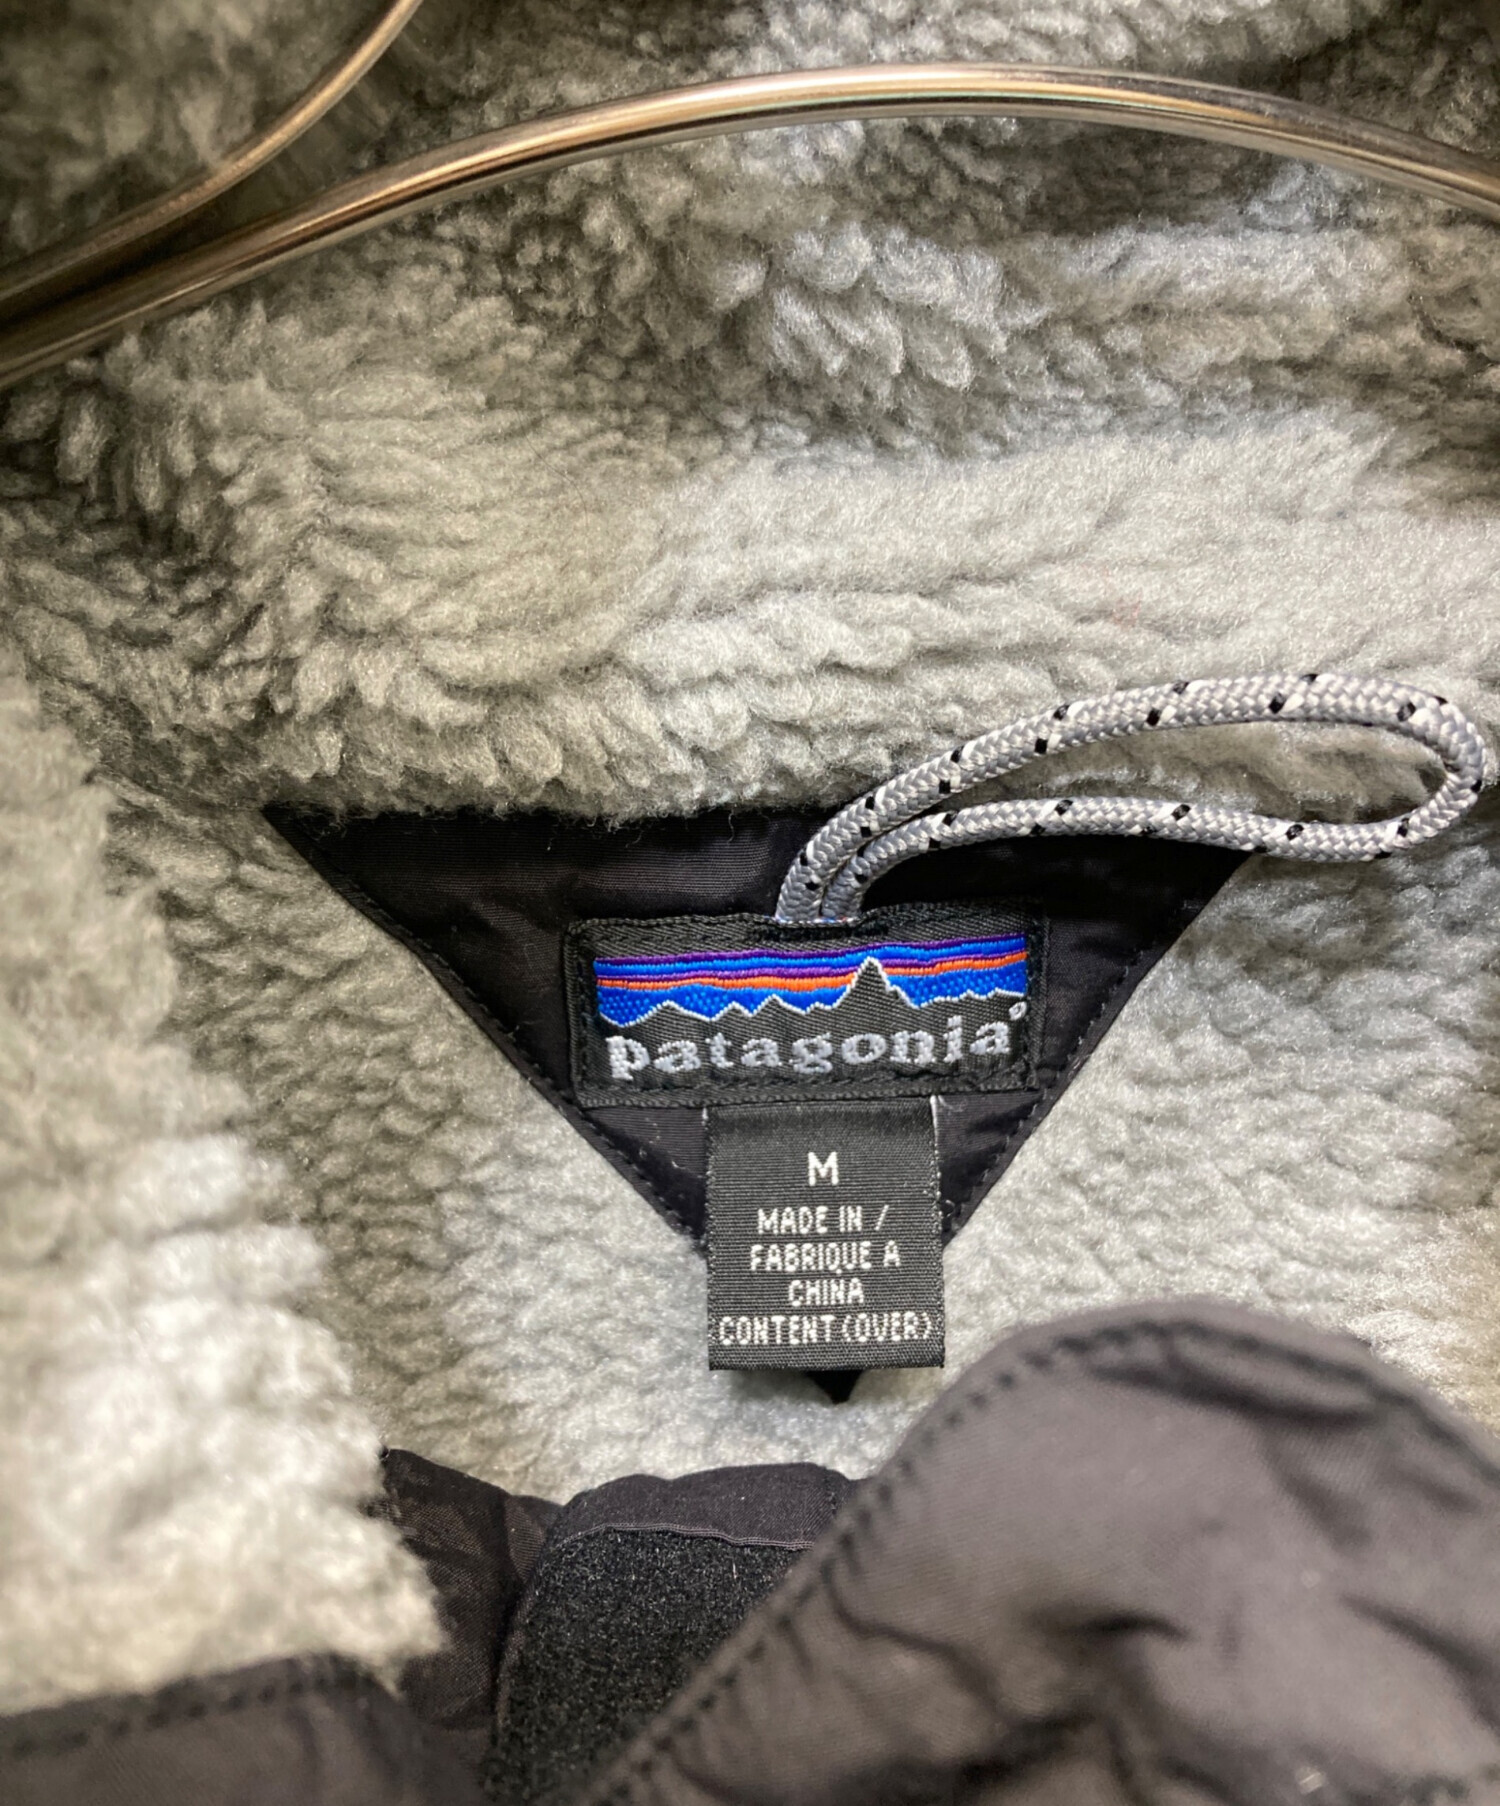 patagonia®
M
MADE IN /
FABRIQUE A
CHINA
CONTENT (OVER)